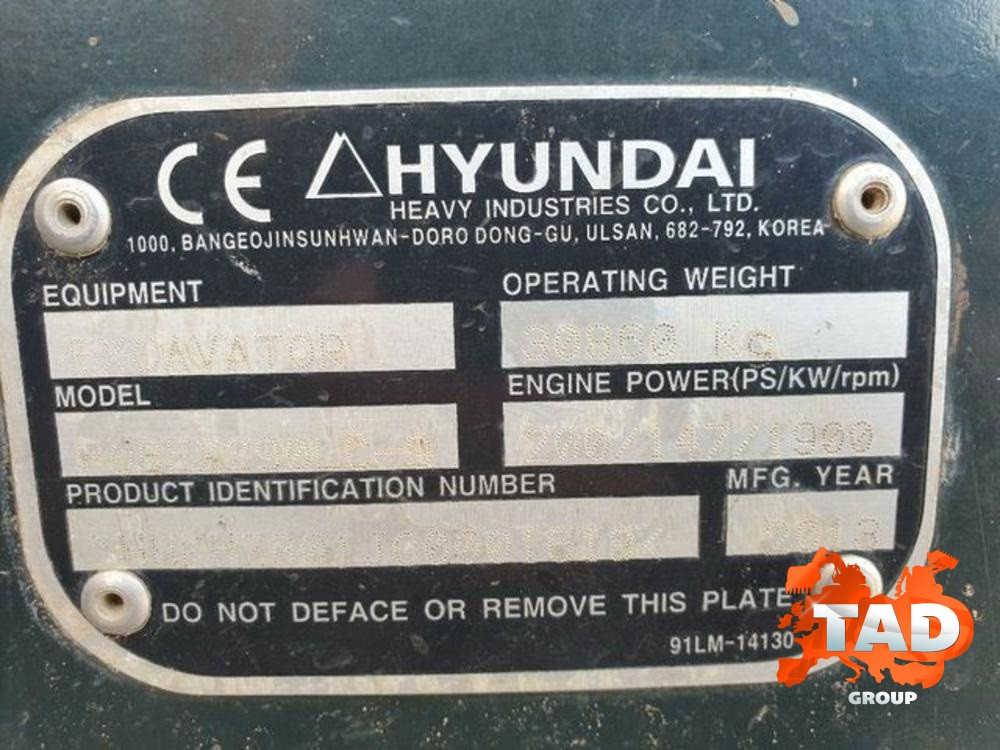 CE HYUNDAI
HEAVY INDUSTRIES CO., LTD.
1000, BANGEOJINSUNHWAN-DORO DONG-GU, ULSAN, 682-792, KOREA
EQUIPMENT OPERATING WEIGHT
EXCAVATOR 30860 Kg
MODEL ENGINE POWER(PS/KW/rpm)
200/147/1900
PRODUCT IDENTIFICATION NUMBER MFG. YEAR
2013
DO NOT DEFACE OR REMOVE THIS PLATE
91LM-14130
TAD
GROUP